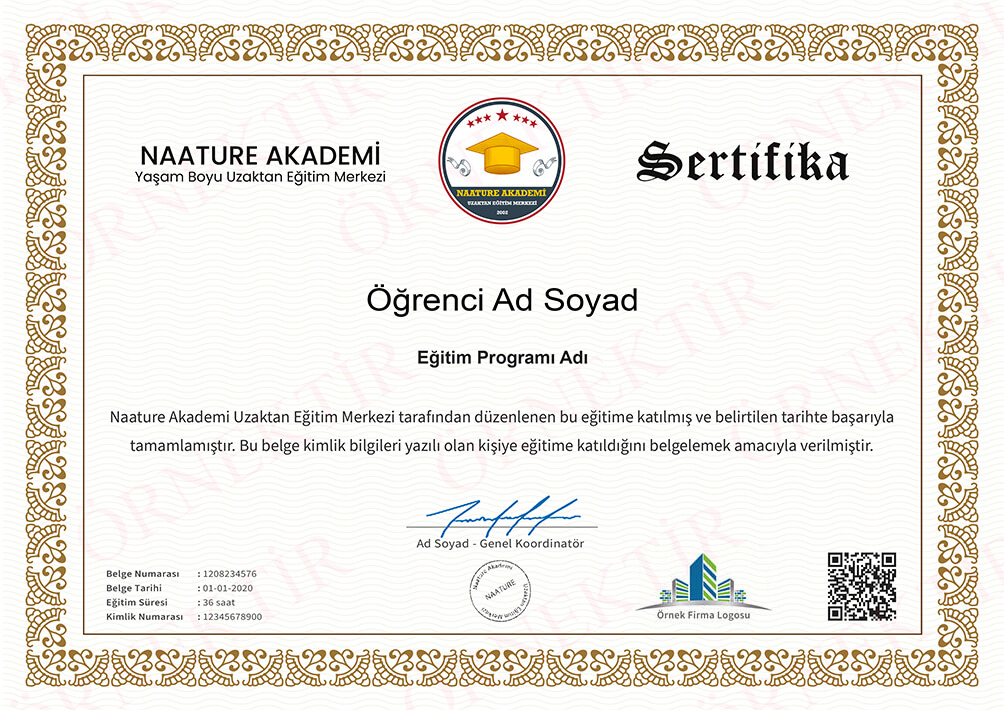 NAATURE AKADEMİ
Yaşam Boyu Uzaktan Eğitim Merkezi
NAATURE AKADEMİ
UZAKTAN EĞİTİM MERKEZİ
2002
Sertifika
Öğrenci Ad Soyad
Eğitim Programı Adı
Naature Akademi Uzaktan Eğitim Merkezi tarafından düzenlenen bu eğitime katılmış ve belirtilen tarihte başarıyla
tamamlamıştır. Bu belge kimlik bilgileri yazılı olan kişiye eğitime katıldığını belgelemek amacıyla verilmiştir.
Ad Soyad - Genel Koordinatör
Belge Numarası : 1208234576
Belge Tarihi : 01-01-2020
Eğitim Süresi : 36 saat
Kimlik Numarası : 12345678900
Naature Akademi
NAATURE
Uzaktan Eğitim Merkezi
Örnek Firma Logosu
ÖRNEKTİR
ÖRNEKTİR
ÖRNEKTİR
ÖRNEKTİR